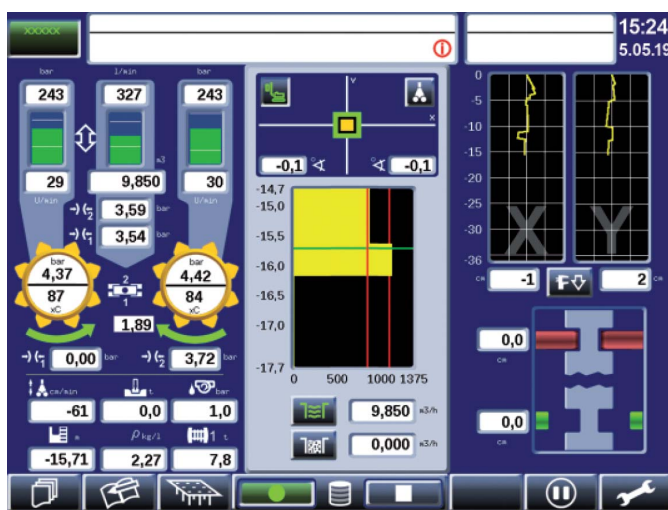 XXXXX
15:24
5.05.19
bar
l/min
bar
243
327
243
m3
29
9,850
30
U/min
U/min
2
3,59
bar
1
3,54
bar
bar
4,37
87
xC
2
1
bar
4,42
84
xC
1,89
1
0,00
bar
2
3,72
bar
cm/min
t
bar
-61
0,0
1,0
m
ρ kg/l
1 t
-15,71
2,27
7,8
Y
X
-0,1
-0,1
-14,7
-15,0
-15,5
-16,0
-16,5
-17,0
-17,7
0
500
1000
1375
9,850
m3/h
0,000
m3/h
0
-5
-10
-15
-20
-25
-30
-36
X
Y
cm
-1
F
2
cm
0,0
cm
0,0
cm